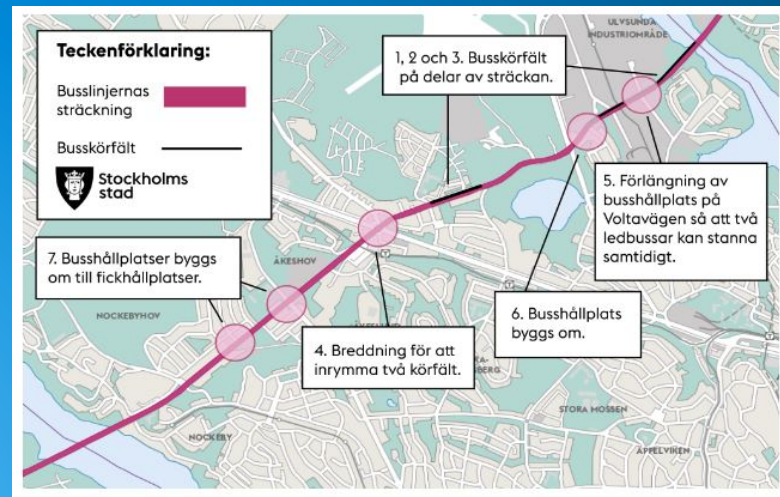 Teckenförklaring:
Busslinjernas
sträckning
Busskörfält
Stockholms
stad
1, 2 och 3. Busskörfält
på delar av sträckan.
ULVSUNDA
INDUSTRIOMRÅDE
5. Förlängning av
busshållplats på
Voltavägen så att två
ledbussar kan stanna
samtidigt.
7. Busshållplatser byggs
om till fickhållplatser.
ÅKESHOV
NOCKEBYHOV
6. Busshållplats
byggs om.
4. Breddning för att
inrymma två körfält.
STORA MOSSEN
NOCKEBY
ÄPPELVIKEN